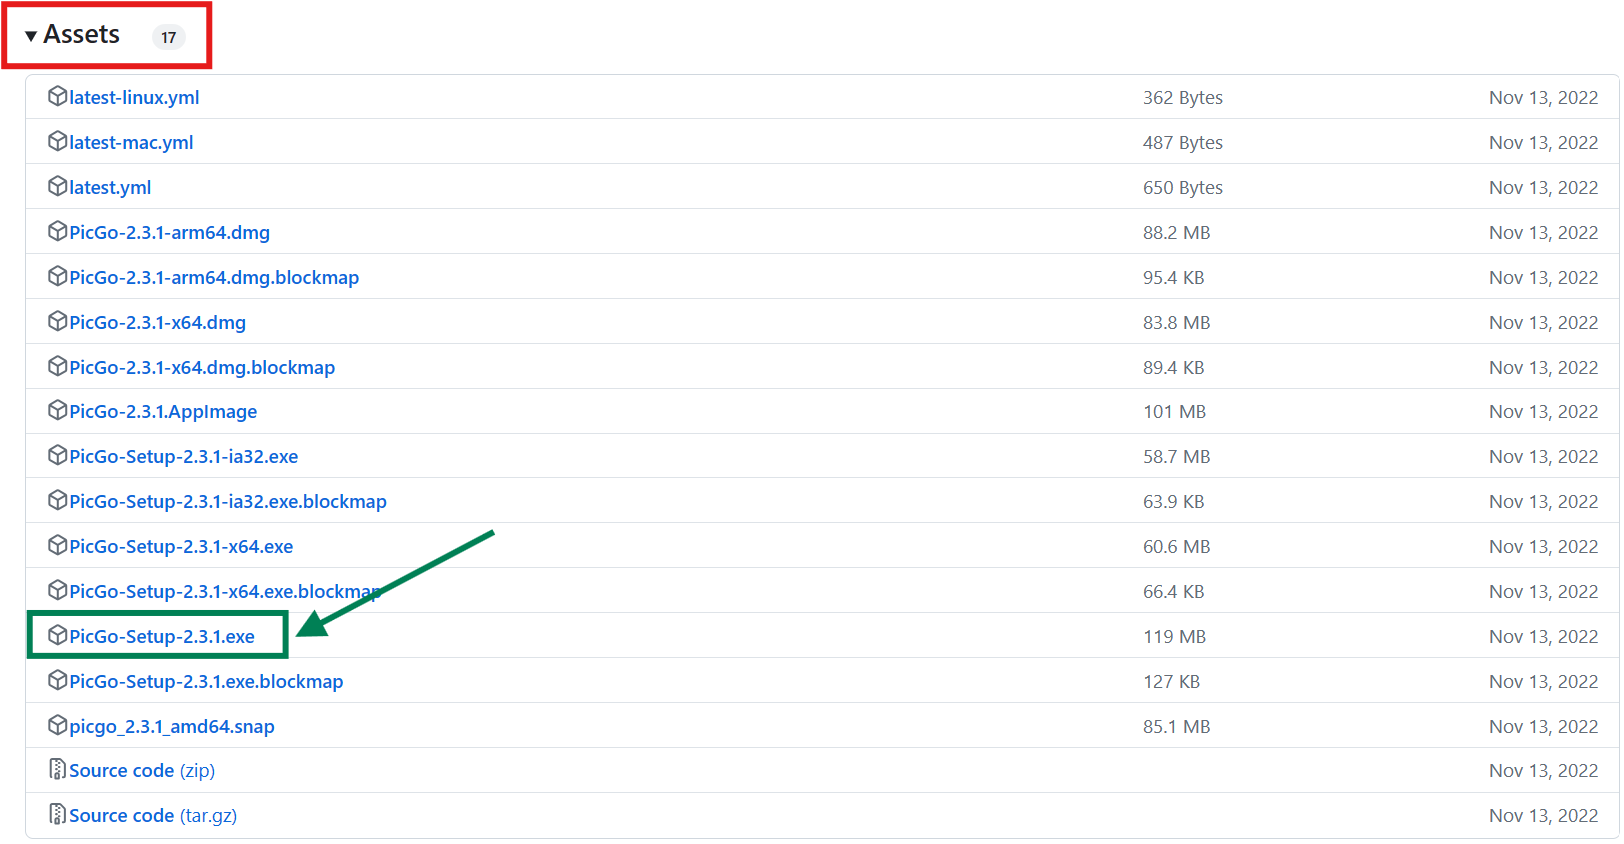 Assets 17
latest-linux.yml 362 Bytes Nov 13, 2022
latest-mac.yml 487 Bytes Nov 13, 2022
latest.yml 650 Bytes Nov 13, 2022
PicGo-2.3.1-arm64.dmg 88.2 MB Nov 13, 2022
PicGo-2.3.1-arm64.dmg.blockmap 95.4 KB Nov 13, 2022
PicGo-2.3.1-x64.dmg 83.8 MB Nov 13, 2022
PicGo-2.3.1-x64.dmg.blockmap 89.4 KB Nov 13, 2022
PicGo-2.3.1.AppImage 101 MB Nov 13, 2022
PicGo-Setup-2.3.1-ia32.exe 58.7 MB Nov 13, 2022
PicGo-Setup-2.3.1-ia32.exe.blockmap 63.9 KB Nov 13, 2022
PicGo-Setup-2.3.1-x64.exe 60.6 MB Nov 13, 2022
PicGo-Setup-2.3.1-x64.exe.blockmap 66.4 KB Nov 13, 2022
PicGo-Setup-2.3.1.exe 119 MB Nov 13, 2022
PicGo-Setup-2.3.1.exe.blockmap 127 KB Nov 13, 2022
picgo_2.3.1_amd64.snap 85.1 MB Nov 13, 2022
Source code (zip) Nov 13, 2022
Source code (tar.gz) Nov 13, 2022